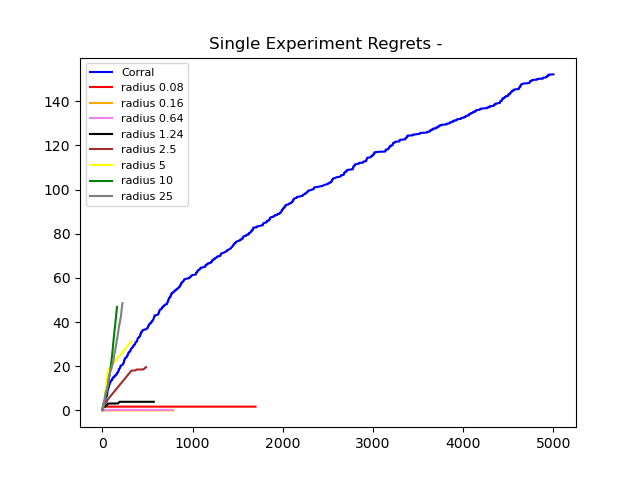 Single Experiment Regrets -
Corral
radius 0.08
radius 0.16
radius 0.64
radius 1.24
radius 2.5
radius 5
radius 10
radius 25
140
120
100
80
60
40
20
0
0 1000 2000 3000 4000 5000